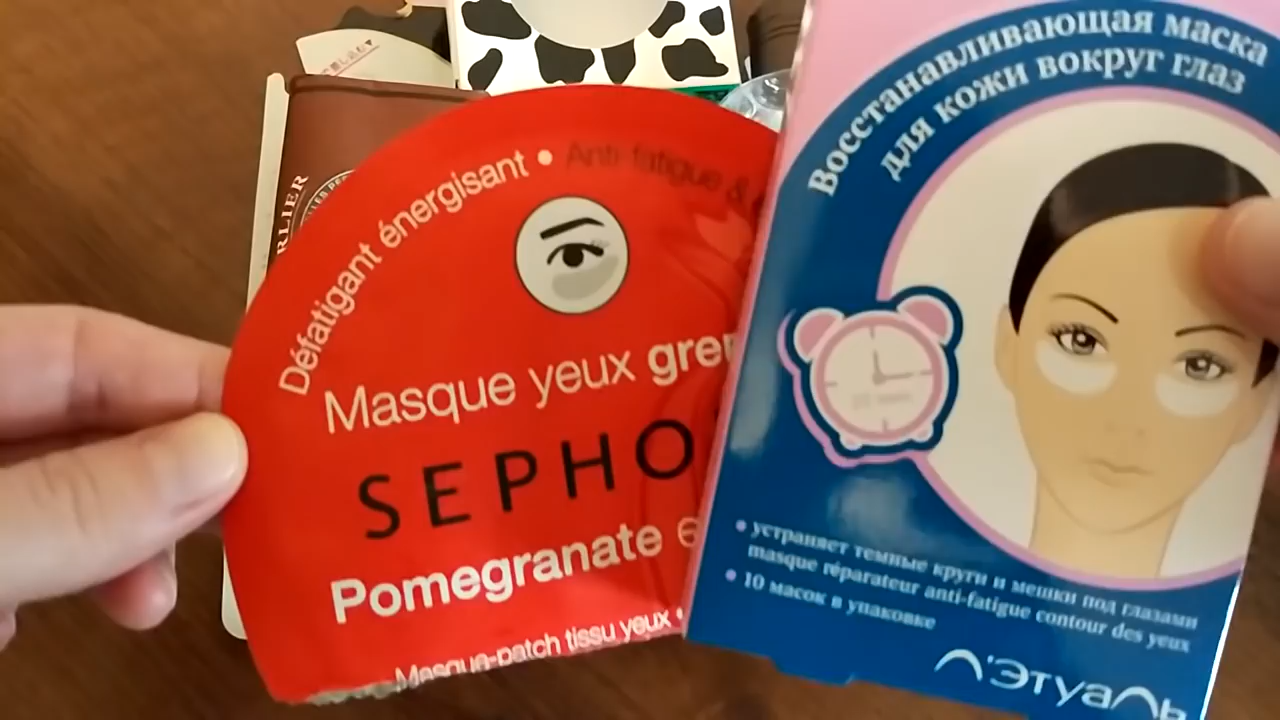 Défatigant énergisant • Anti-fatigue &
Masque yeux gre
SEPHO
Pomegranate e
Masque-patch tissu yeux •
RLIER
Восстанавливающая маска
для кожи вокруг глаз
• устраняет темные круги и мешки под глазами
masque réparateur anti-fatigue contour des yeux
• 10 масок в упаковке
Л'Этуаль